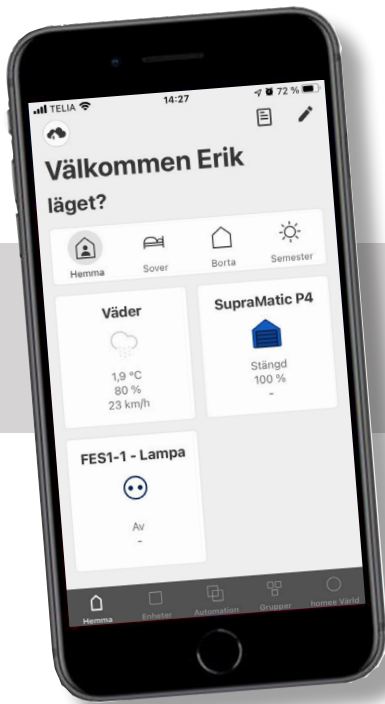 TELIA 14:27 72 %
Välkommen Erik
läget?
Hemma Sover Borta Semester
Väder
1,9 °C
80 %
23 km/h
SupraMatic P4
Stängd
100 %
-
FES1-1 - Lampa
Av
-
Hemma Enheter Automation Grupper homee Värld